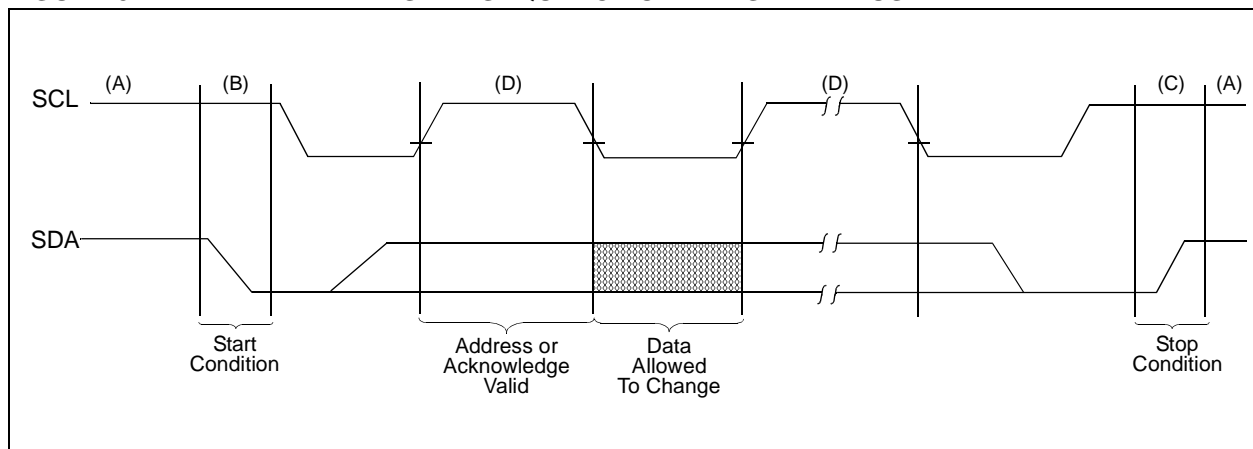 (A)
(B)
(D)
(D)
(C)
(A)
SCL
SDA
Start
Condition
Address or
Acknowledge
Valid
Data
Allowed
To Change
Stop
Condition